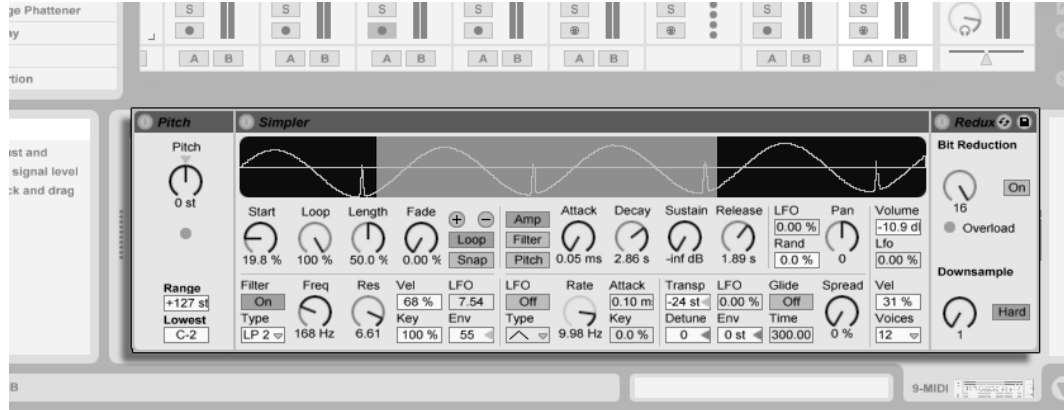 ge Phattener
ay
rtion
S S S S S S S S
A B A B A B A B A B A B A B
Pitch
Simpler
Redux
Pitch
0 st
Range
+127 st
Lowest
C-2
Start Loop Length Fade
Loop
Snap
19.8 % 100 % 50.0 % 0.00 %
Amp
Filter
Pitch
Attack Decay Sustain Release
0.05 ms 2.86 s -inf dB 1.89 s
LFO
0.00 %
Rand
0.0 %
Pan
0
Volume
-10.9 dB
Lfo
0.00 %
Filter
On
Type
LP 2
Freq
168 Hz
Res
6.61
Vel
68 %
Key
100 %
LFO
7.54
Env
55
LFO
Off
Type
Rate
9.98 Hz
Attack
0.10 m
Key
0.0 %
Transp
-24 st
Detune
0
LFO
0.00 %
Env
0 st
Glide
Off
Time
300.00
Spread
0 %
Vel
31 %
Voices
12
Bit Reduction
16
On
Overload
Downsample
1
Hard
ust and
signal level
ck and drag
B
9-MIDI